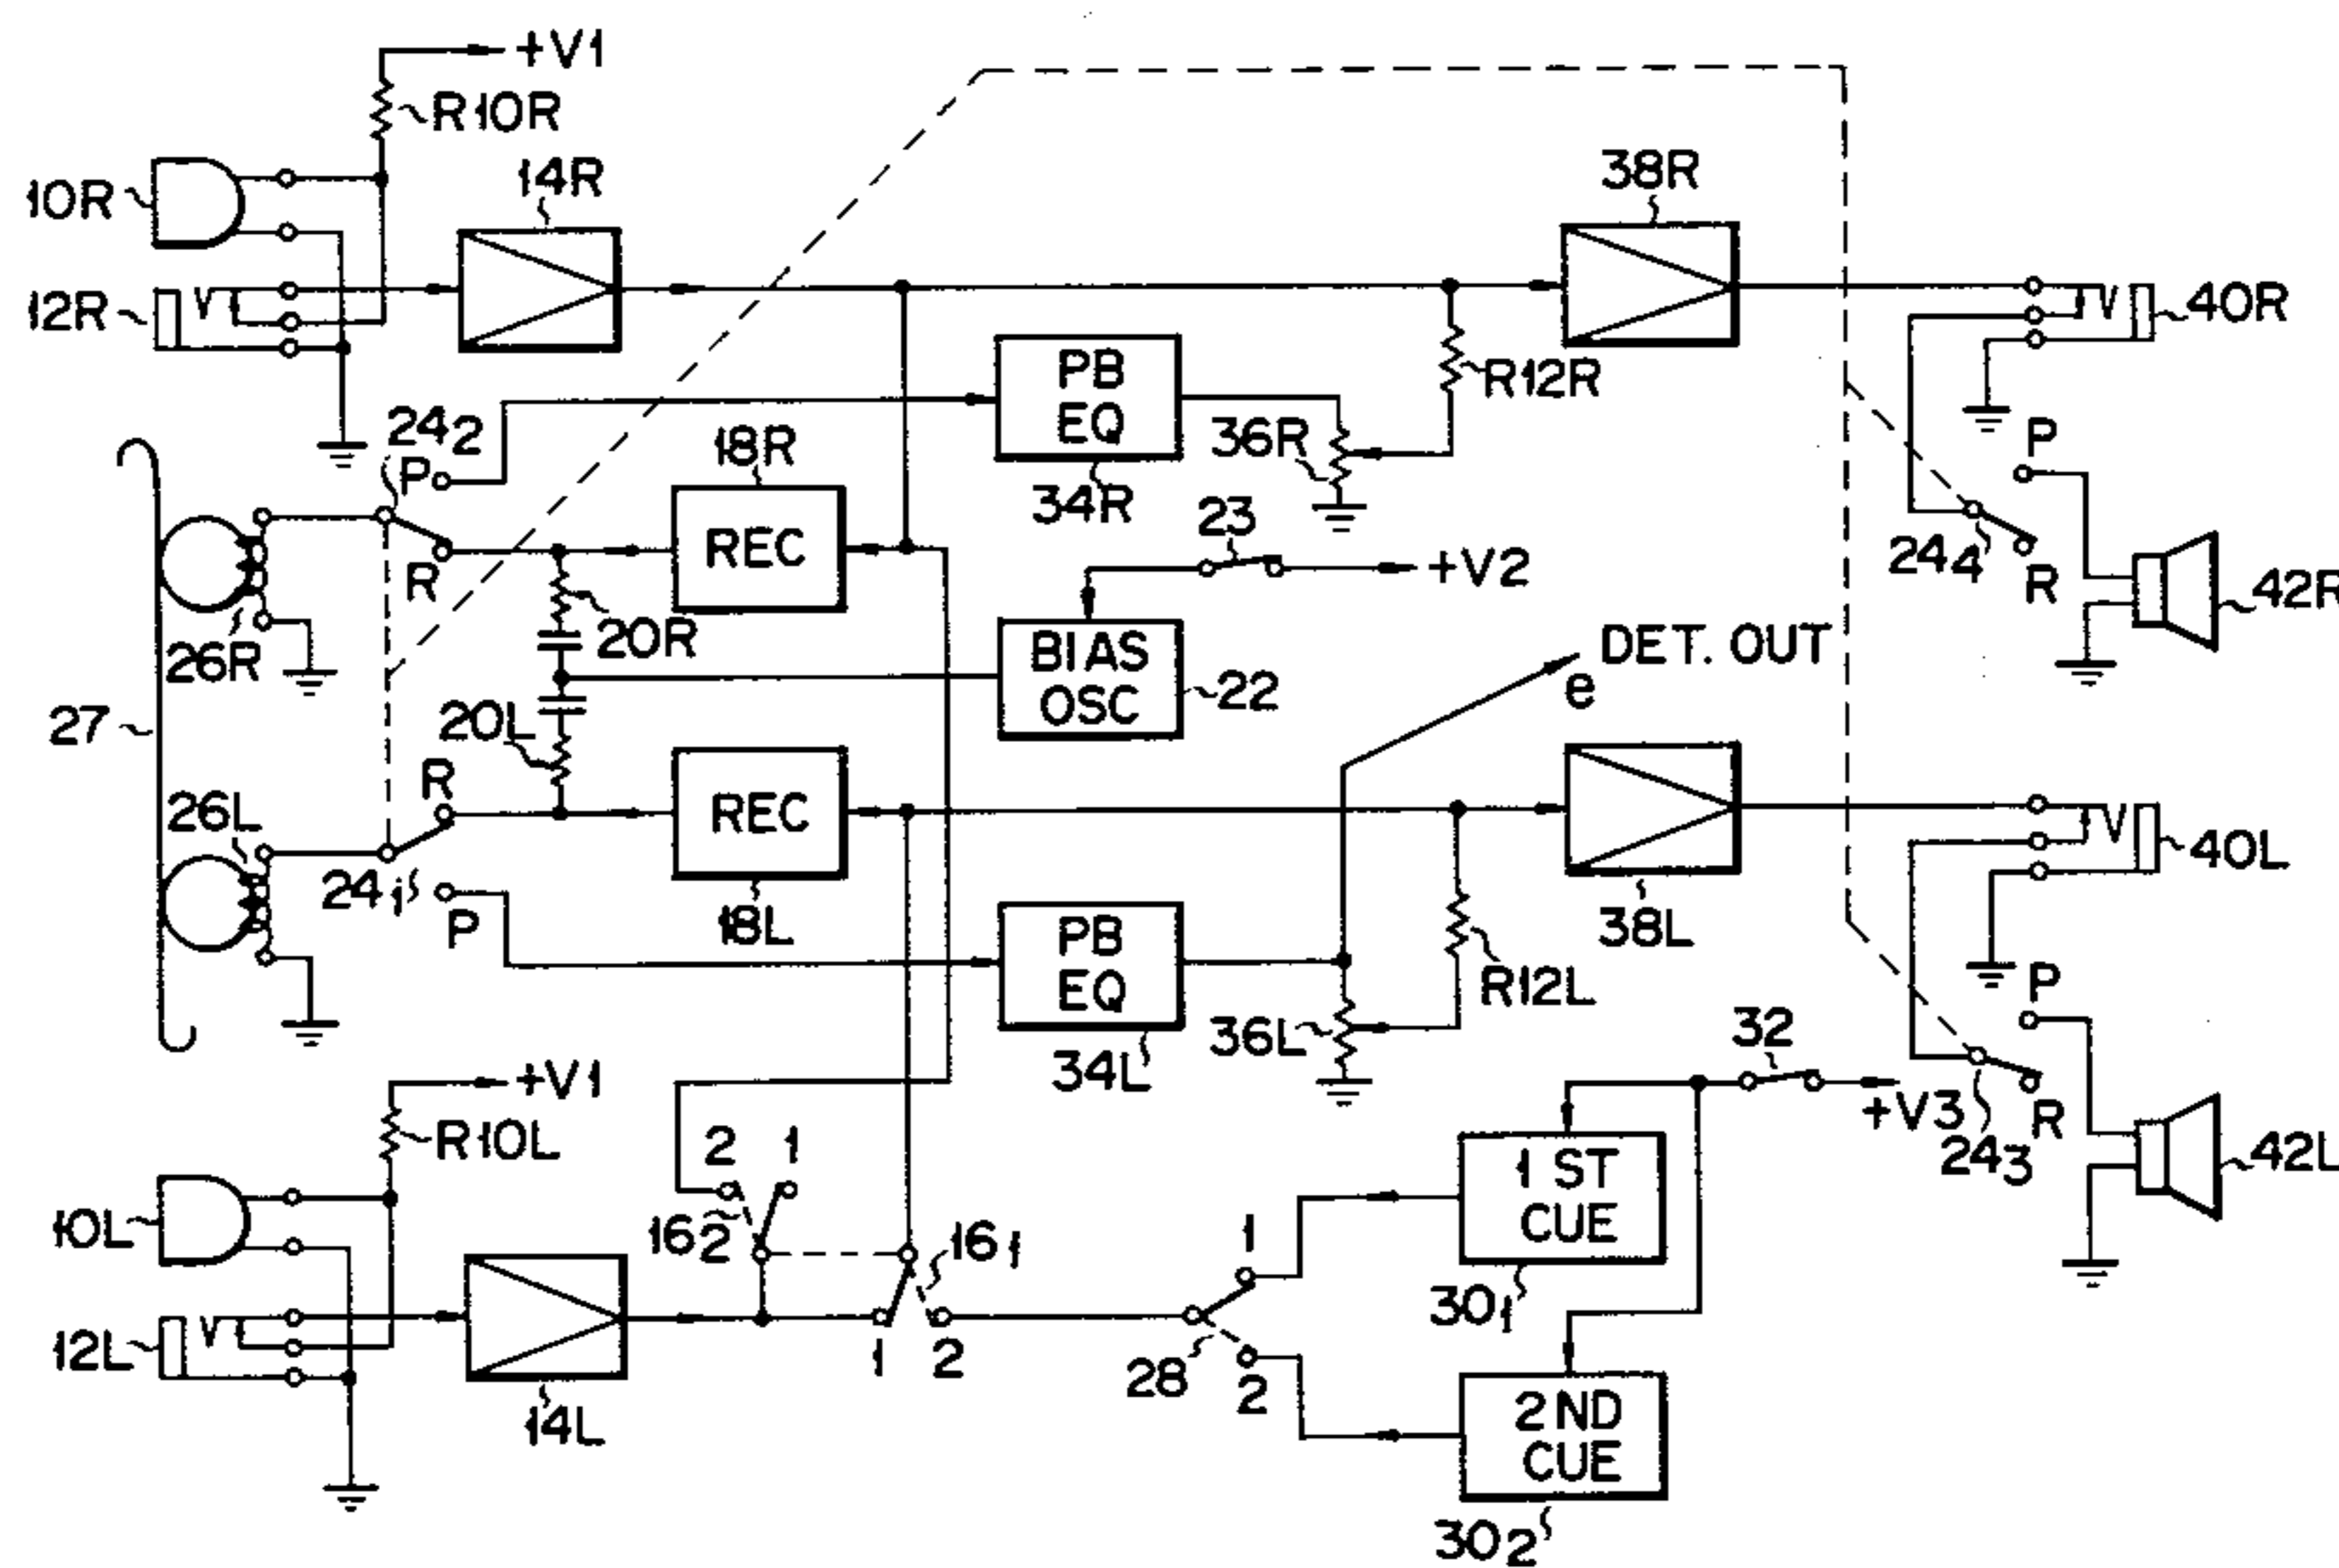 +V1
R10R
10R
14R
38R
12R
40R
PB
EQ
R12R
36R
34R
24₂
P
R
18R
REC
23
+V2
24₄
P
R
42R
26R
20R
BIAS
OSC
22
DET. OUT
e
27
20L
26L
R
24₁
P
REC
18L
38L
40L
PB
EQ
R12L
36L
34L
32
+V3
P
R
24₃
42L
+V1
R10L
10L
12L
14L
2
1
16₂
16₁
1
2
28
1
2
1 ST
CUE
30₁
2 ND
CUE
30₂